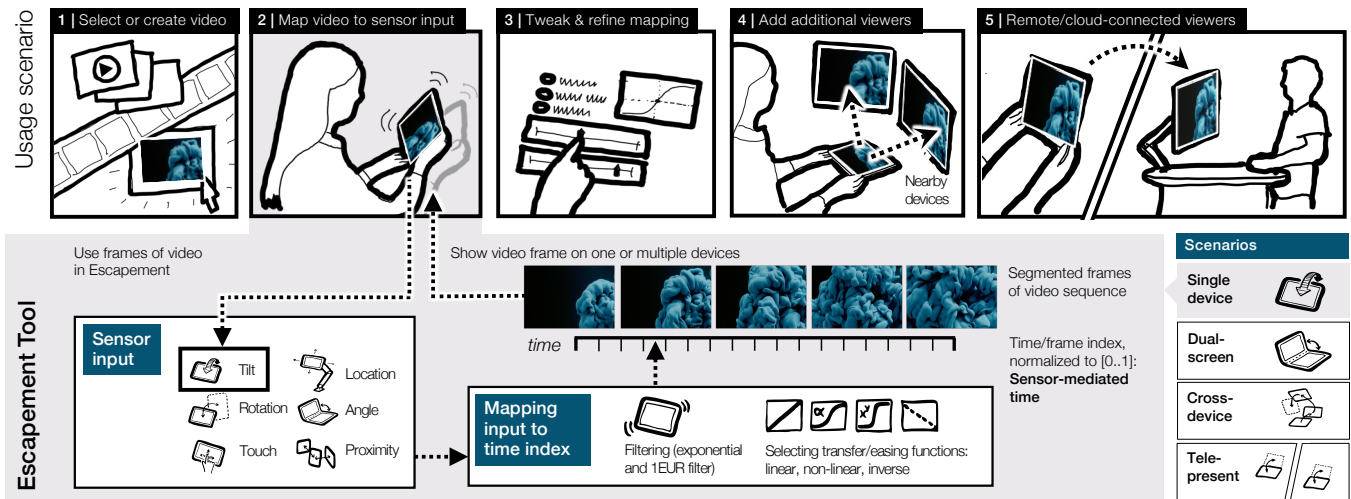 Usage scenario
1 | Select or create video
2 | Map video to sensor input
3 | Tweak & refine mapping
4 | Add additional viewers
Nearby
devices
5 | Remote/cloud-connected viewers
Escapement Tool
Use frames of video
in Escapement
Show video frame on one or multiple devices
Segmented frames
of video sequence
time
Time/frame index,
normalized to [0..1]:
Sensor-mediated
time
Sensor
input
Tilt
Location
Rotation
Angle
Touch
Proximity
Mapping
input to
time index
Filtering (exponential
and 1EUR filter)
α
x^y
Selecting transfer/easing functions:
linear, non-linear, inverse
Scenarios
Single
device
Dual-
screen
Cross-
device
Tele-
present